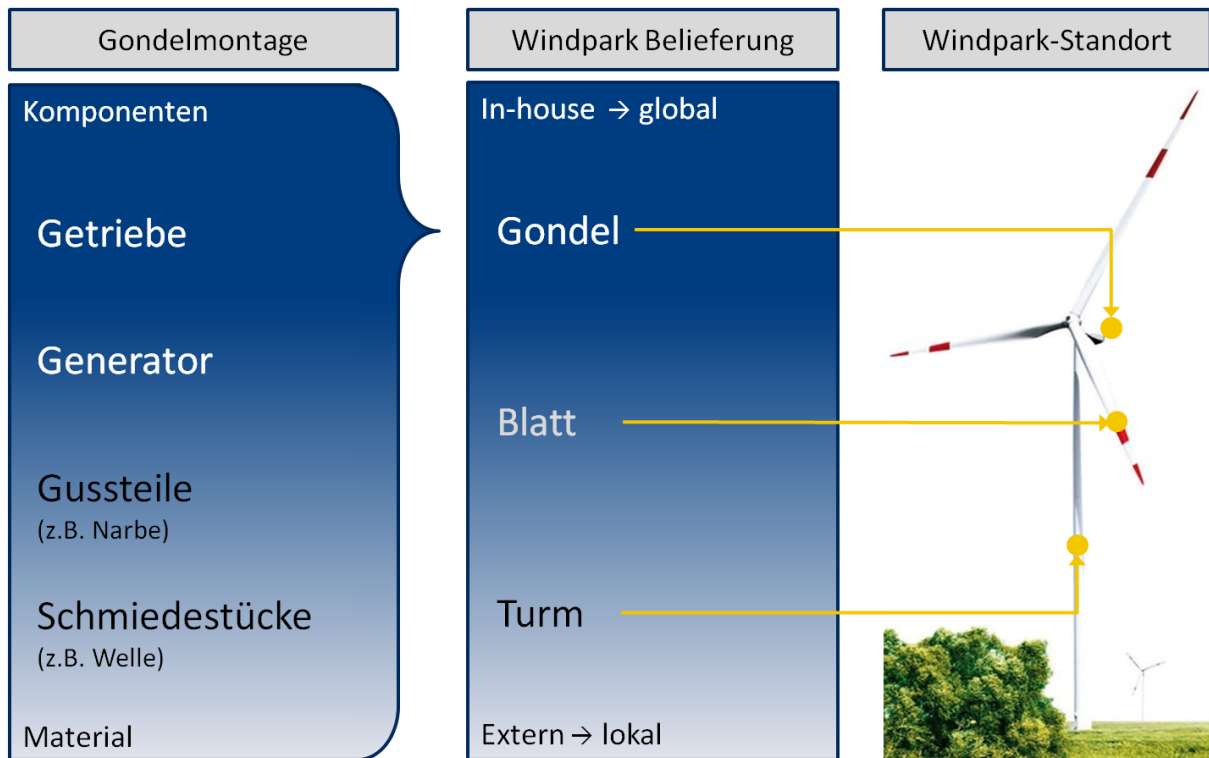 Gondelmontage
Windpark Belieferung
Windpark-Standort
Komponenten
Getriebe
Generator
Gussteile
(z.B. Narbe)
Schmiedestücke
(z.B. Welle)
Material
In-house → global
Gondel
Blatt
Turm
Extern → lokal